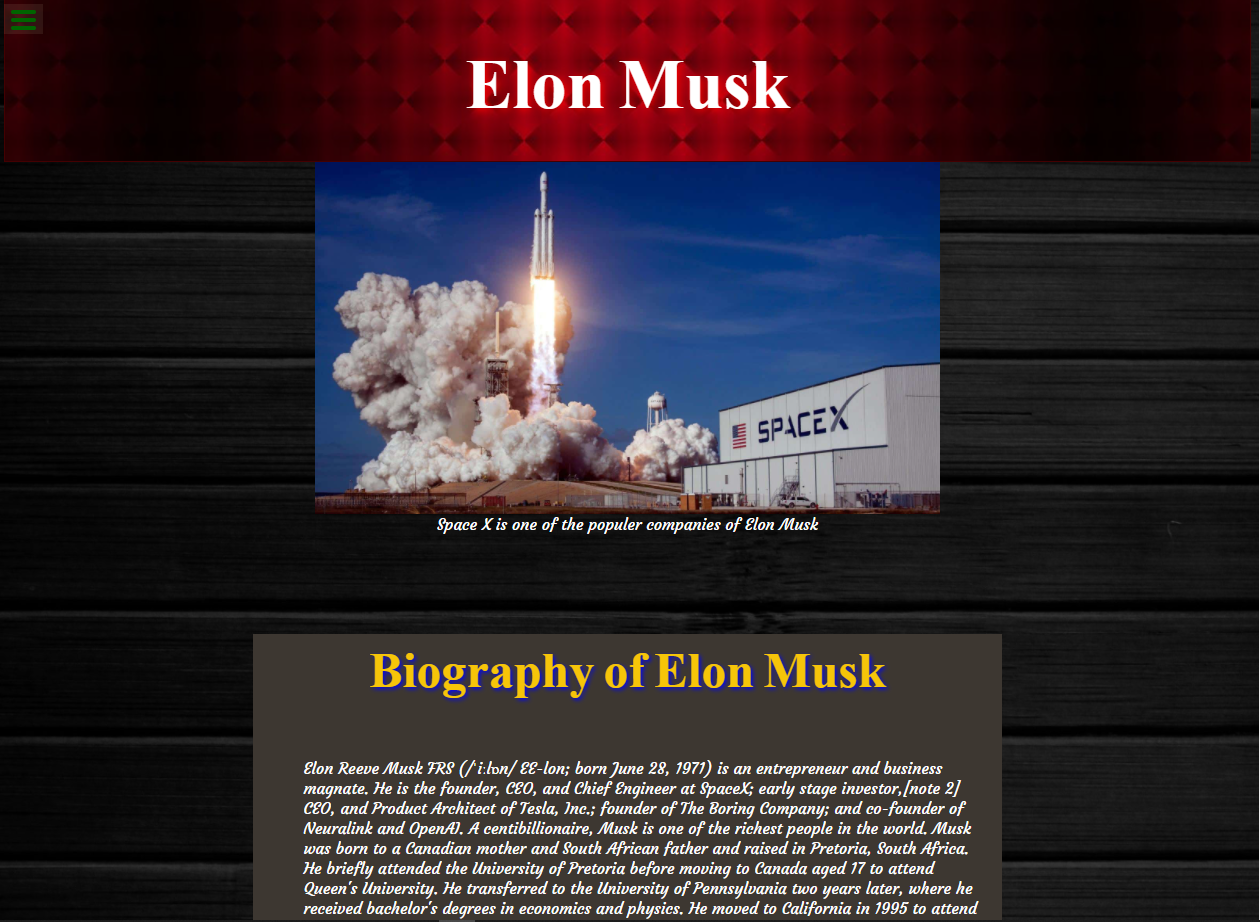 Elon Musk
SPACEX
Space X is one of the populer companies of Elon Musk
Biography of Elon Musk
Elon Reeve Musk FRS (/ˈiːlɒn/ EE-lon; born June 28, 1971) is an entrepreneur and business
magnate. He is the founder, CEO, and Chief Engineer at SpaceX; early stage investor,[note 2]
CEO, and Product Architect of Tesla, Inc.; founder of The Boring Company; and co-founder of
Neuralink and OpenAI. A centibillionaire, Musk is one of the richest people in the world. Musk
was born to a Canadian mother and South African father and raised in Pretoria, South Africa.
He briefly attended the University of Pretoria before moving to Canada aged 17 to attend
Queen's University. He transferred to the University of Pennsylvania two years later, where he
received bachelor's degrees in economics and physics. He moved to California in 1995 to attend